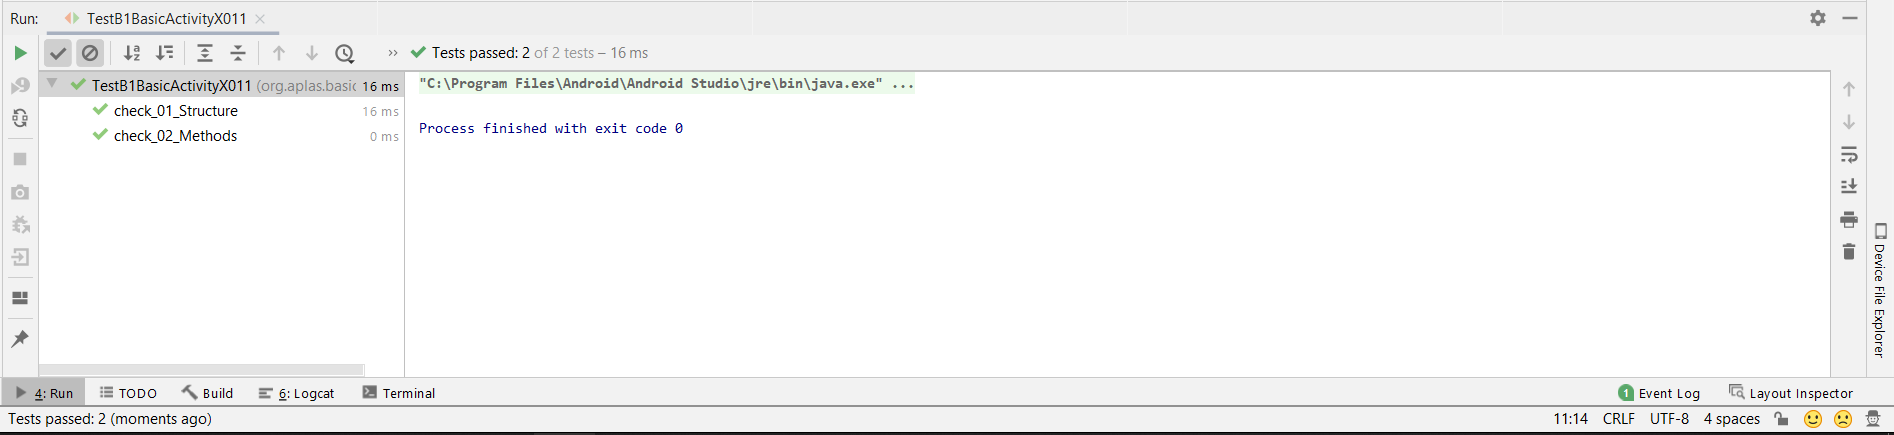 Run: TestB1BasicActivityX011
Tests passed: 2 of 2 tests – 16 ms
TestB1BasicActivityX011 (org.aplas.basic 16 ms
check_01_Structure 16 ms
check_02_Methods 0 ms
"C:\Program Files\Android\Android Studio\jre\bin\java.exe" ...
Process finished with exit code 0
Device File Explorer
4: Run TODO Build 6: Logcat Terminal 1 Event Log Layout Inspector
Tests passed: 2 (moments ago) 11:14 CRLF UTF-8 4 spaces